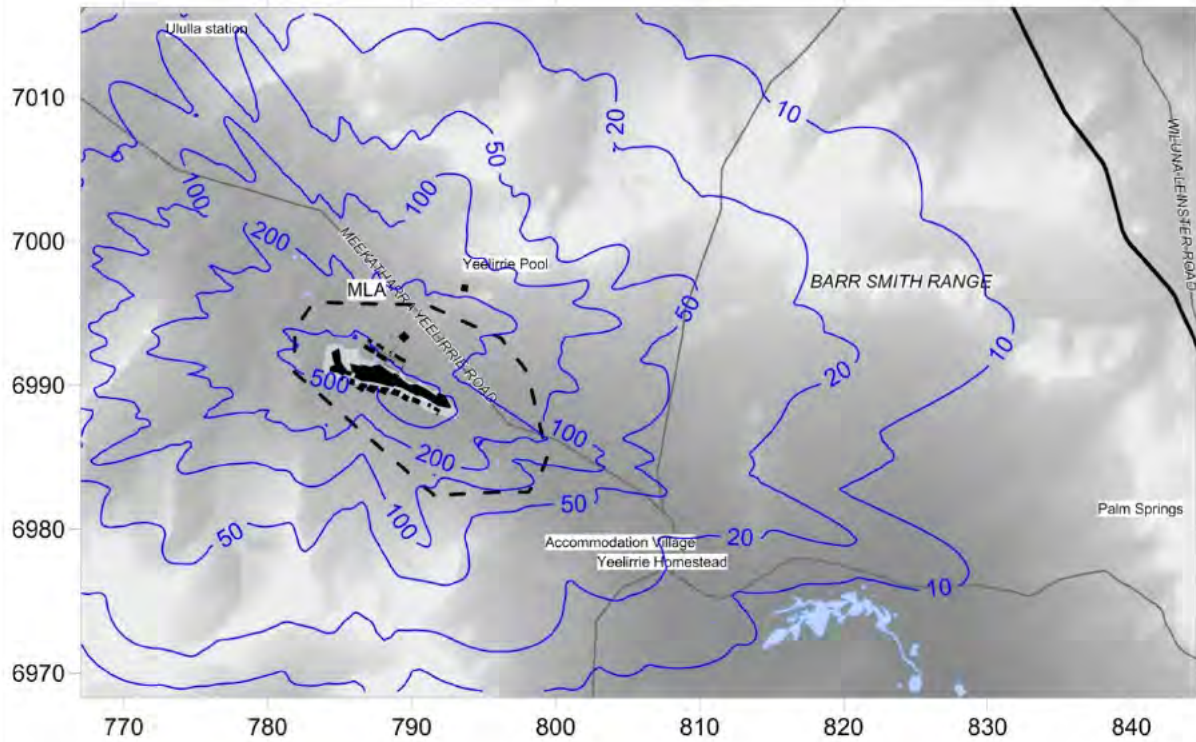 Ululla station
7010
10
20
WILUNA-LEINSTER ROAD
50
100
100
7000
200
MEEKATHARRA YEELIRRIE ROAD
Yeelirrie Pool
BARR SMITH RANGE
MLA
50
10
6990
500
20
100
200
50
100
50
Palm Springs
6980
20
Accommodation Village
Yeelirrie Homestead
10
6970
770 780 790 800 810 820 830 840